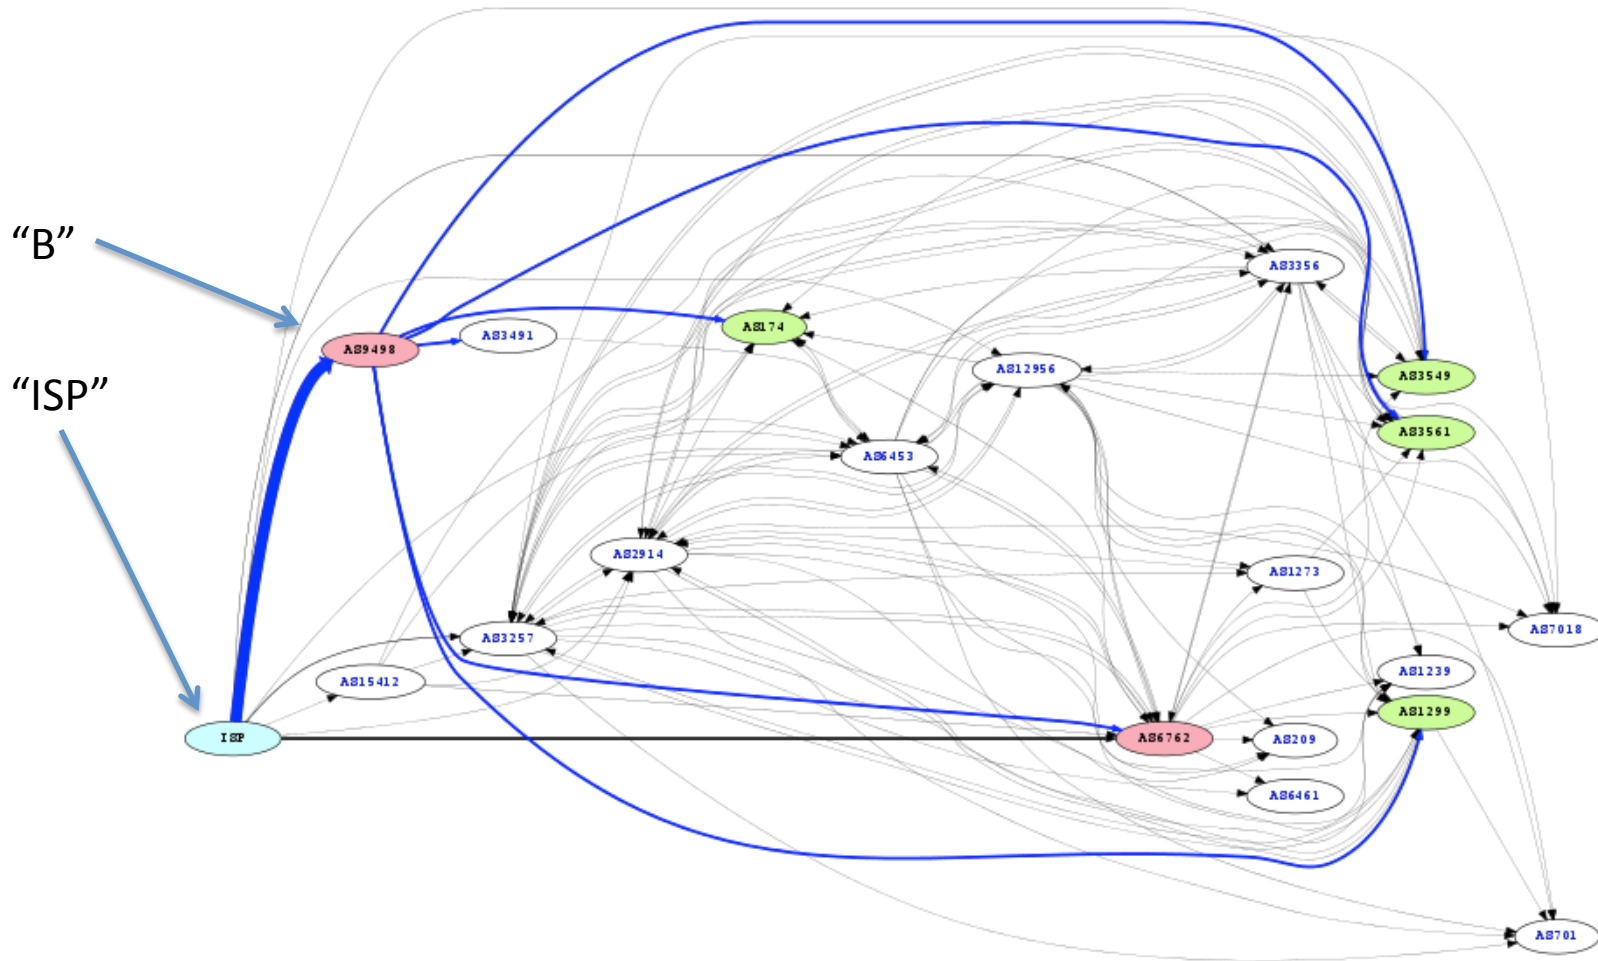 “B”
AS3356
AS174
AS3491
AS9498
AS12956
AS3549
“ISP”
AS3561
AS6453
AS2914
AS1273
AS7018
AS3257
AS1239
AS15412
AS1299
ISP
AS6762
AS209
AS6461
AS701